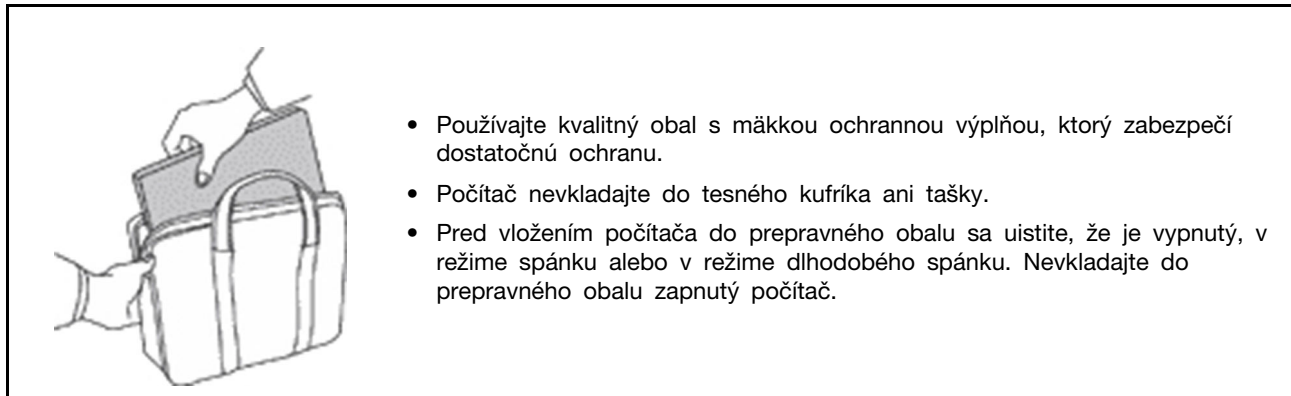 • Používajte kvalitný obal s mäkkou ochrannou výplňou, ktorý zabezpečí
dostatočnú ochranu.
• Počítač nevkladajte do tesného kufríka ani tašky.
• Pred vložením počítača do prepravného obalu sa uistite, že je vypnutý, v
režime spánku alebo v režime dlhodobého spánku. Nevkladajte do
prepravného obalu zapnutý počítač.